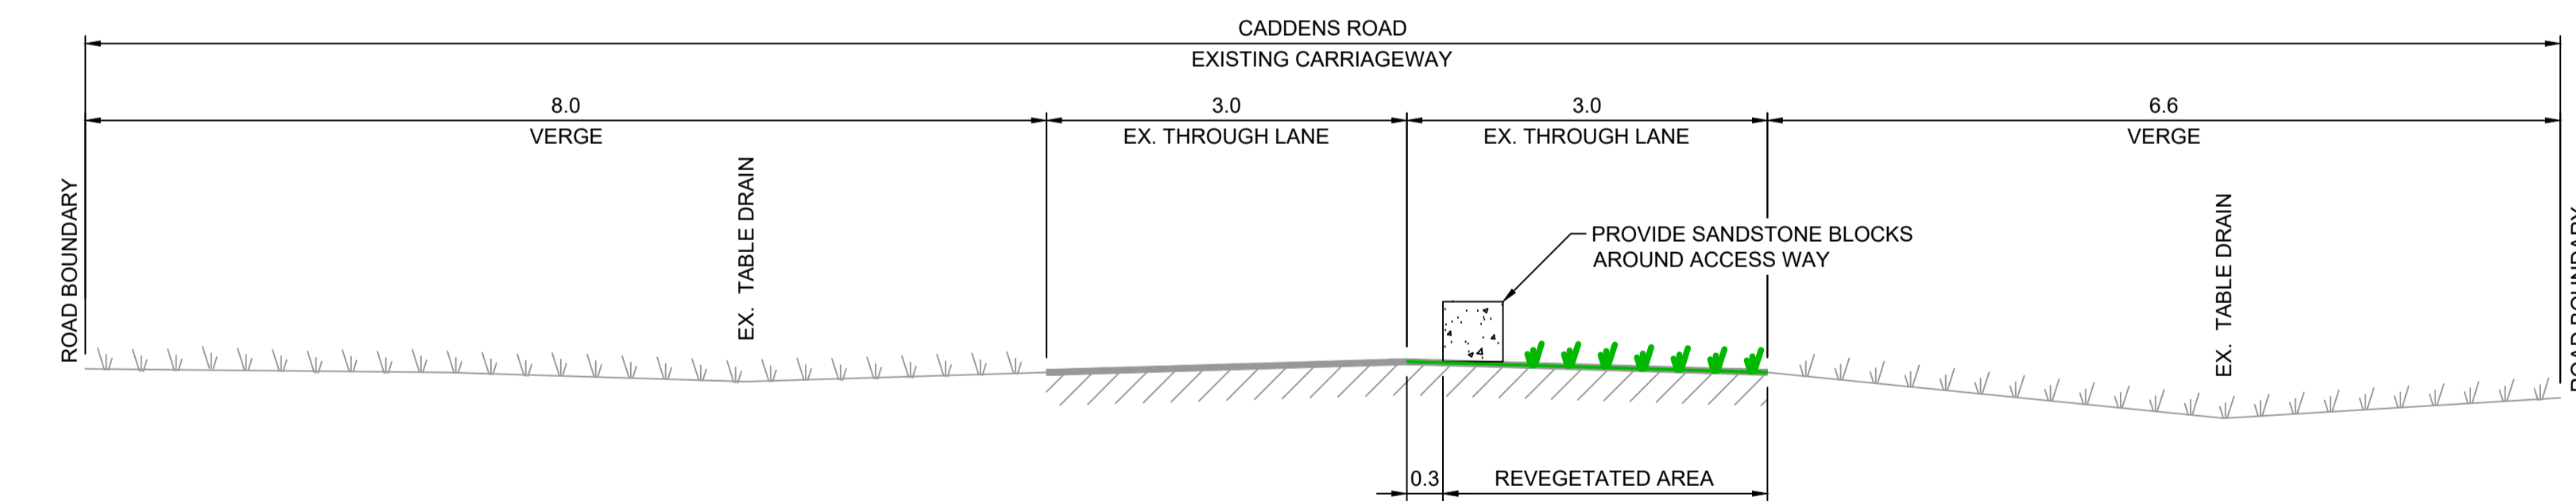 CADDENS ROAD
EXISTING CARRIAGEWAY
8.0
3.0
3.0
6.6
VERGE
EX. THROUGH LANE
EX. THROUGH LANE
VERGE
ROAD BOUNDARY
EX. TABLE DRAIN
PROVIDE SANDSTONE BLOCKS
AROUND ACCESS WAY
EX. TABLE DRAIN
ROAD BOUNDARY
0.3
REVEGETATED AREA